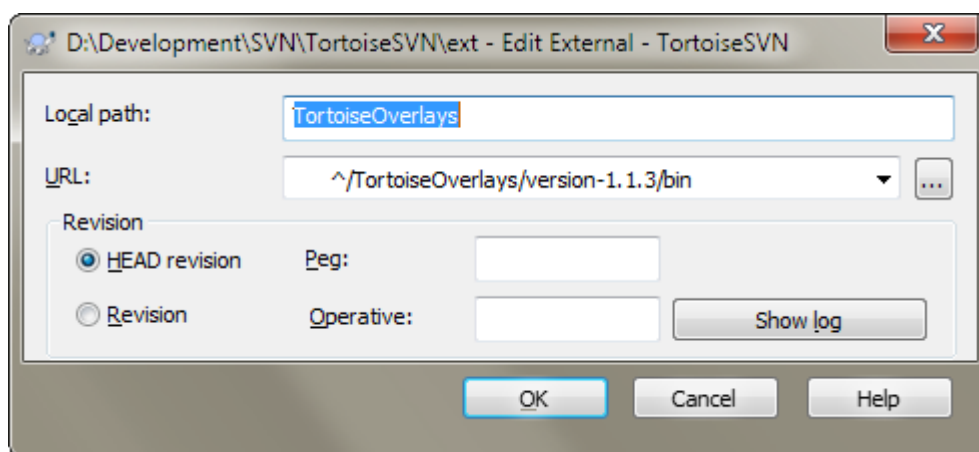 D:\Development\SVN\TortoiseSVN\ext - Edit External - TortoiseSVN
Local path: TortoiseOverlays
URL: ^/TortoiseOverlays/version-1.1.3/bin ...
Revision
HEAD revision Peg:
Revision Operative: Show log
OK Cancel Help